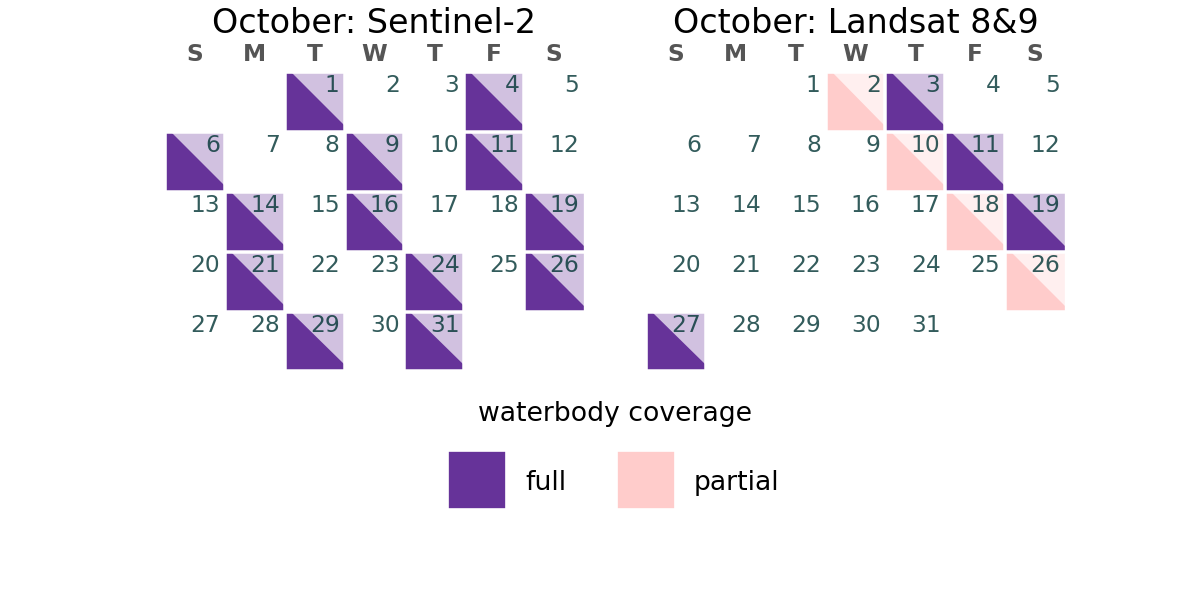 October: Sentinel-2
S M T W T F S
1 2 3 4 5
6 7 8 9 10 11 12
13 14 15 16 17 18 19
20 21 22 23 24 25 26
27 28 29 30 31
October: Landsat 8&9
S M T W T F S
1 2 3 4 5
6 7 8 9 10 11 12
13 14 15 16 17 18 19
20 21 22 23 24 25 26
27 28 29 30 31
waterbody coverage
full partial